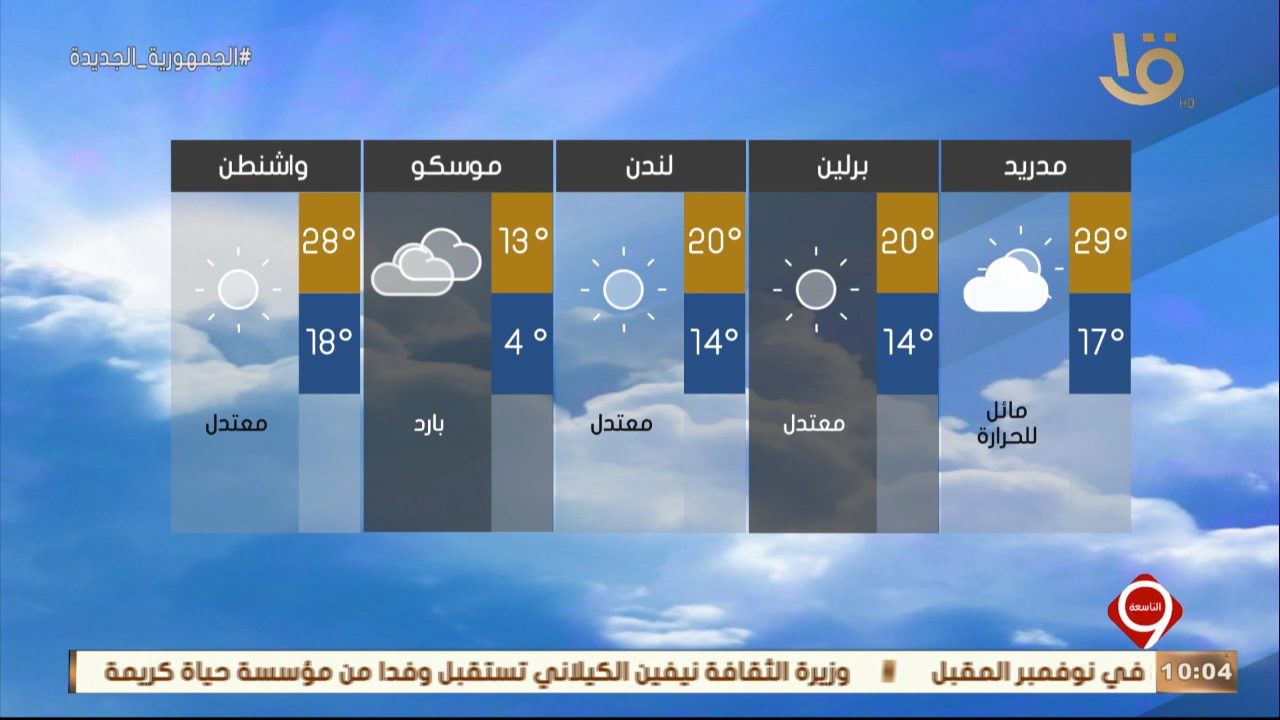 #الجمهورية_الجديدة
HD
مدريد
29°
17°
مائل
للحرارة
برلين
20°
14°
معتدل
لندن
20°
14°
معتدل
موسكو
13°
4°
بارد
واشنطن
28°
18°
معتدل
التاسعة
9
10:04
في نوفمبر المقبل وزيرة الثقافة نيفين الكيلاني تستقبل وفدا من مؤسسة حياة كريمة